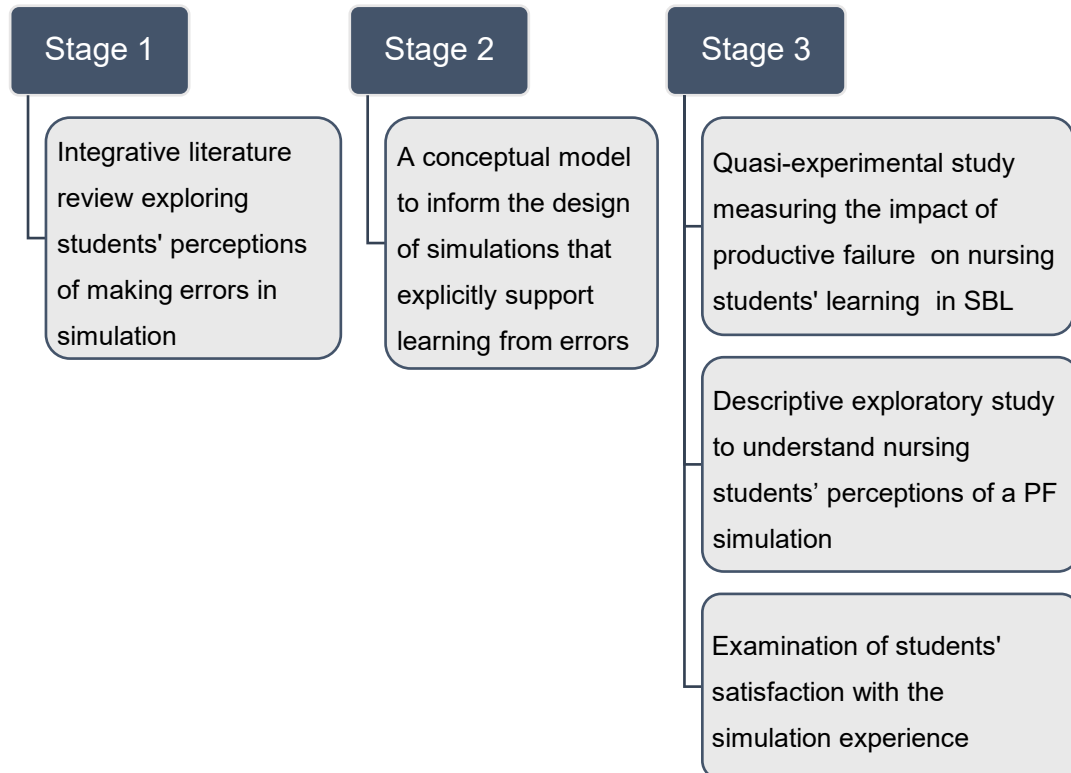 Stage 1
Integrative literature
review exploring
students' perceptions
of making errors in
simulation
Stage 2
A conceptual model
to inform the design
of simulations that
explicitly support
learning from errors
Stage 3
Quasi-experimental study
measuring the impact of
productive failure  on nursing
students' learning  in SBL
Descriptive exploratory study
to understand nursing
students’ perceptions of a PF
simulation
Examination of students'
satisfaction with the
simulation experience